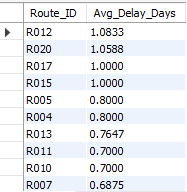 Route_ID Avg_Delay_Days
R012 1.0833
R020 1.0588
R017 1.0000
R015 1.0000
R005 0.8000
R004 0.8000
R013 0.7647
R011 0.7000
R010 0.7000
R007 0.6875